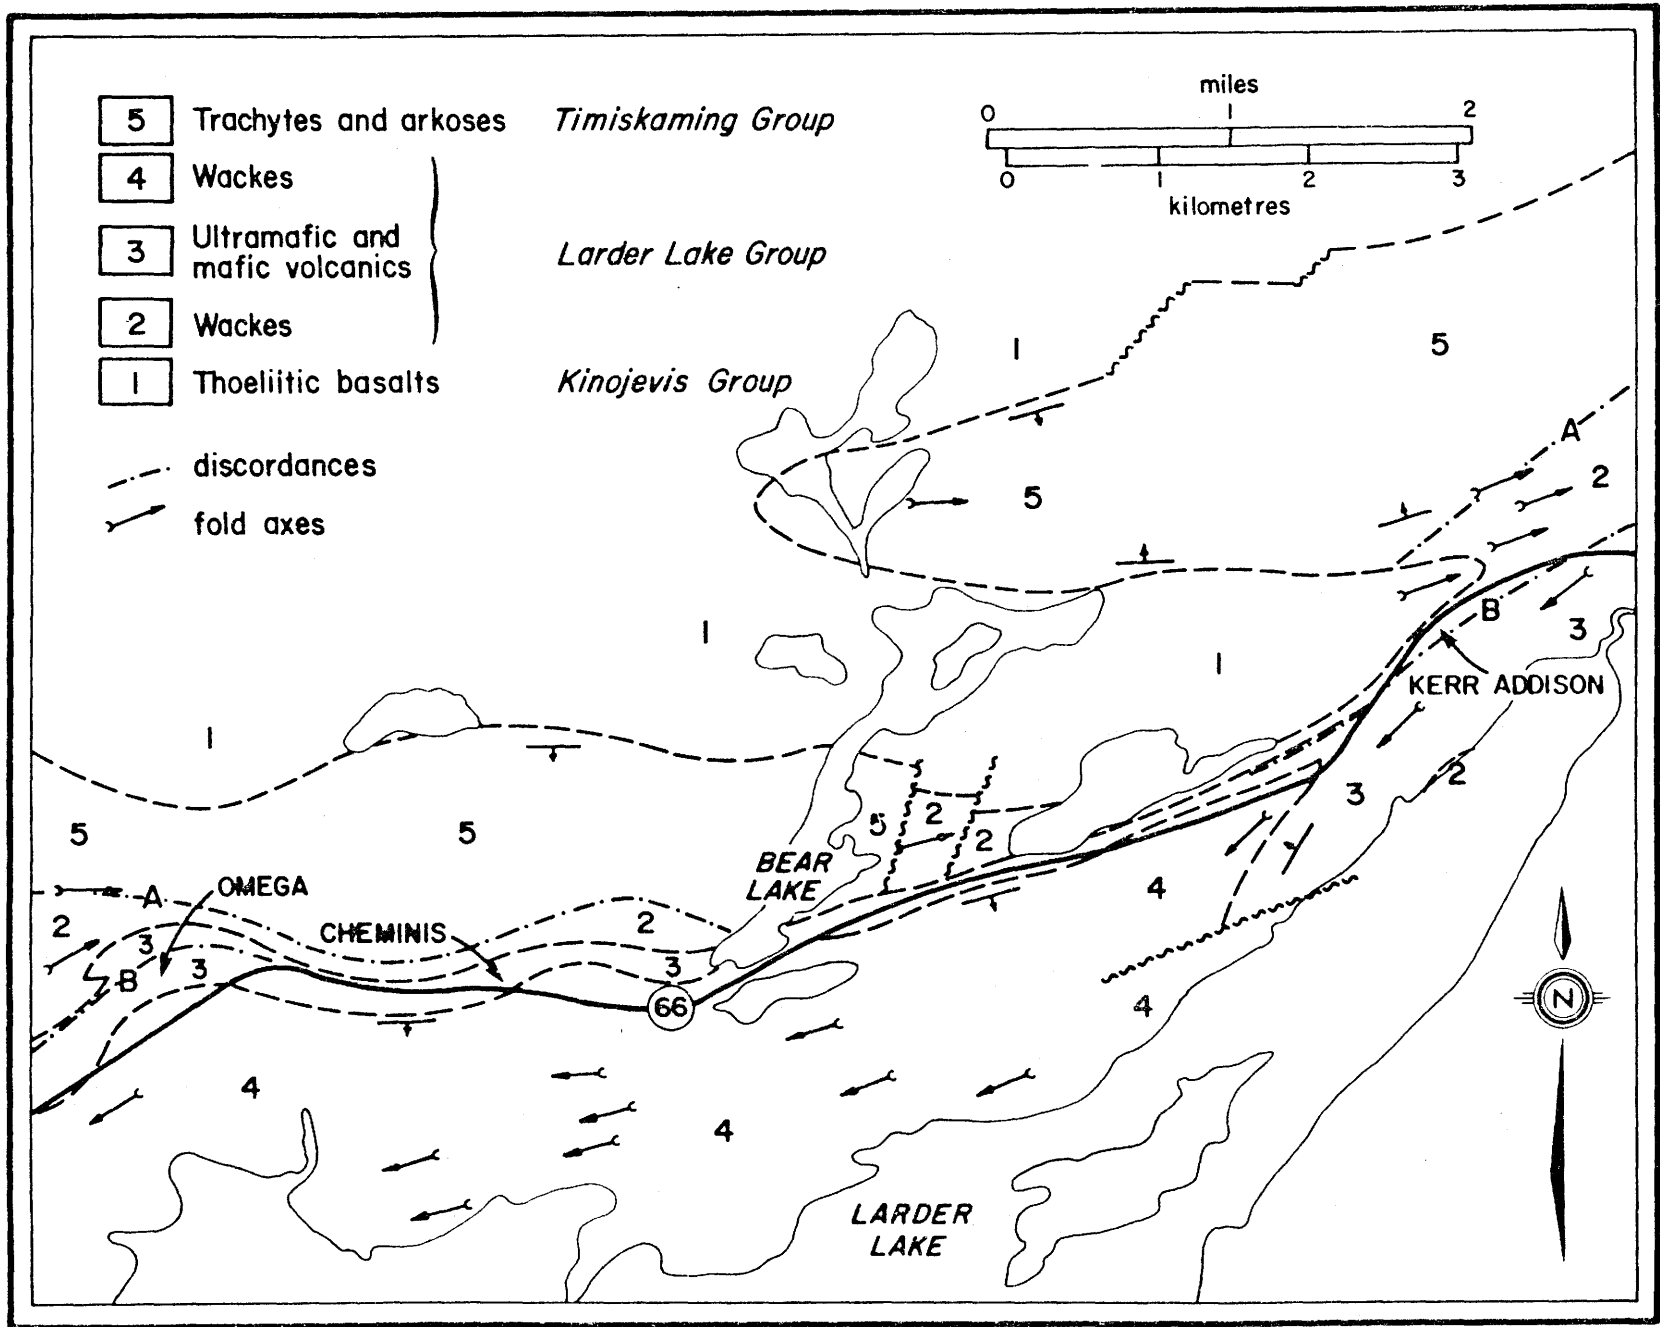 5 Trachytes and arkoses Timiskaming Group
4 Wackes
3 Ultramafic and
mafic volcanics Larder Lake Group
2 Wackes
1 Thoeliitic basalts Kinojevis Group
discordances
fold axes
miles
0 1 2
0 1 2 3
kilometres
1
5
A
2
5
B
3
1
1
KERR ADDISON
1
2
3
5
5
5
2
2
BEAR
LAKE
4
OMEGA
A
2
2
CHEMINIS
3
3
3
B
66
4
N
4
4
LARDER
LAKE